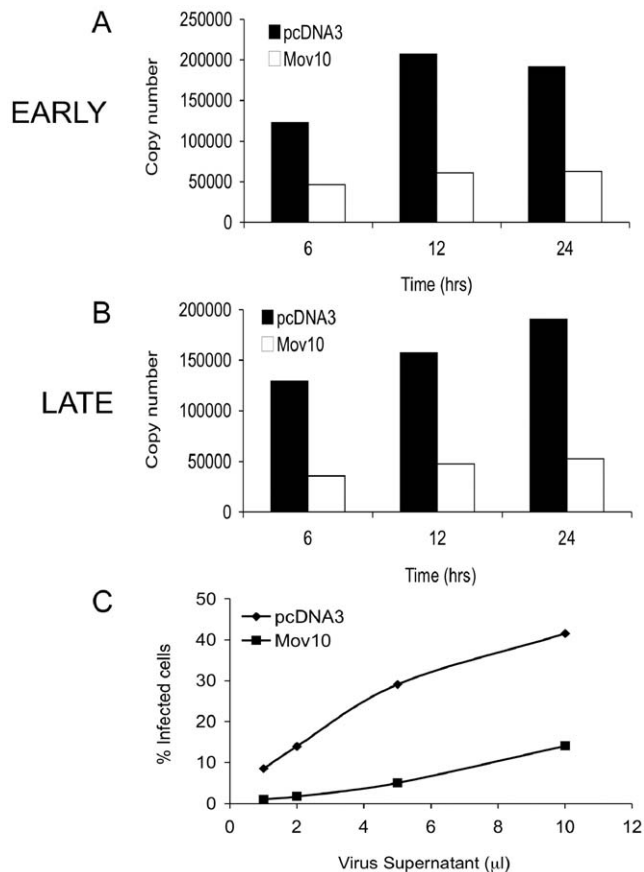 A
EARLY
Copy number
250000
200000
150000
100000
50000
0
pcDNA3
Mov10
6 12 24
Time (hrs)
B
LATE
Copy number
200000
150000
100000
50000
0
pcDNA3
Mov10
6 12 24
Time (hrs)
C
% Infected cells
50
40
30
20
10
0
pcDNA3
Mov10
0 2 4 6 8 10 12
Virus Supernatant (µl)